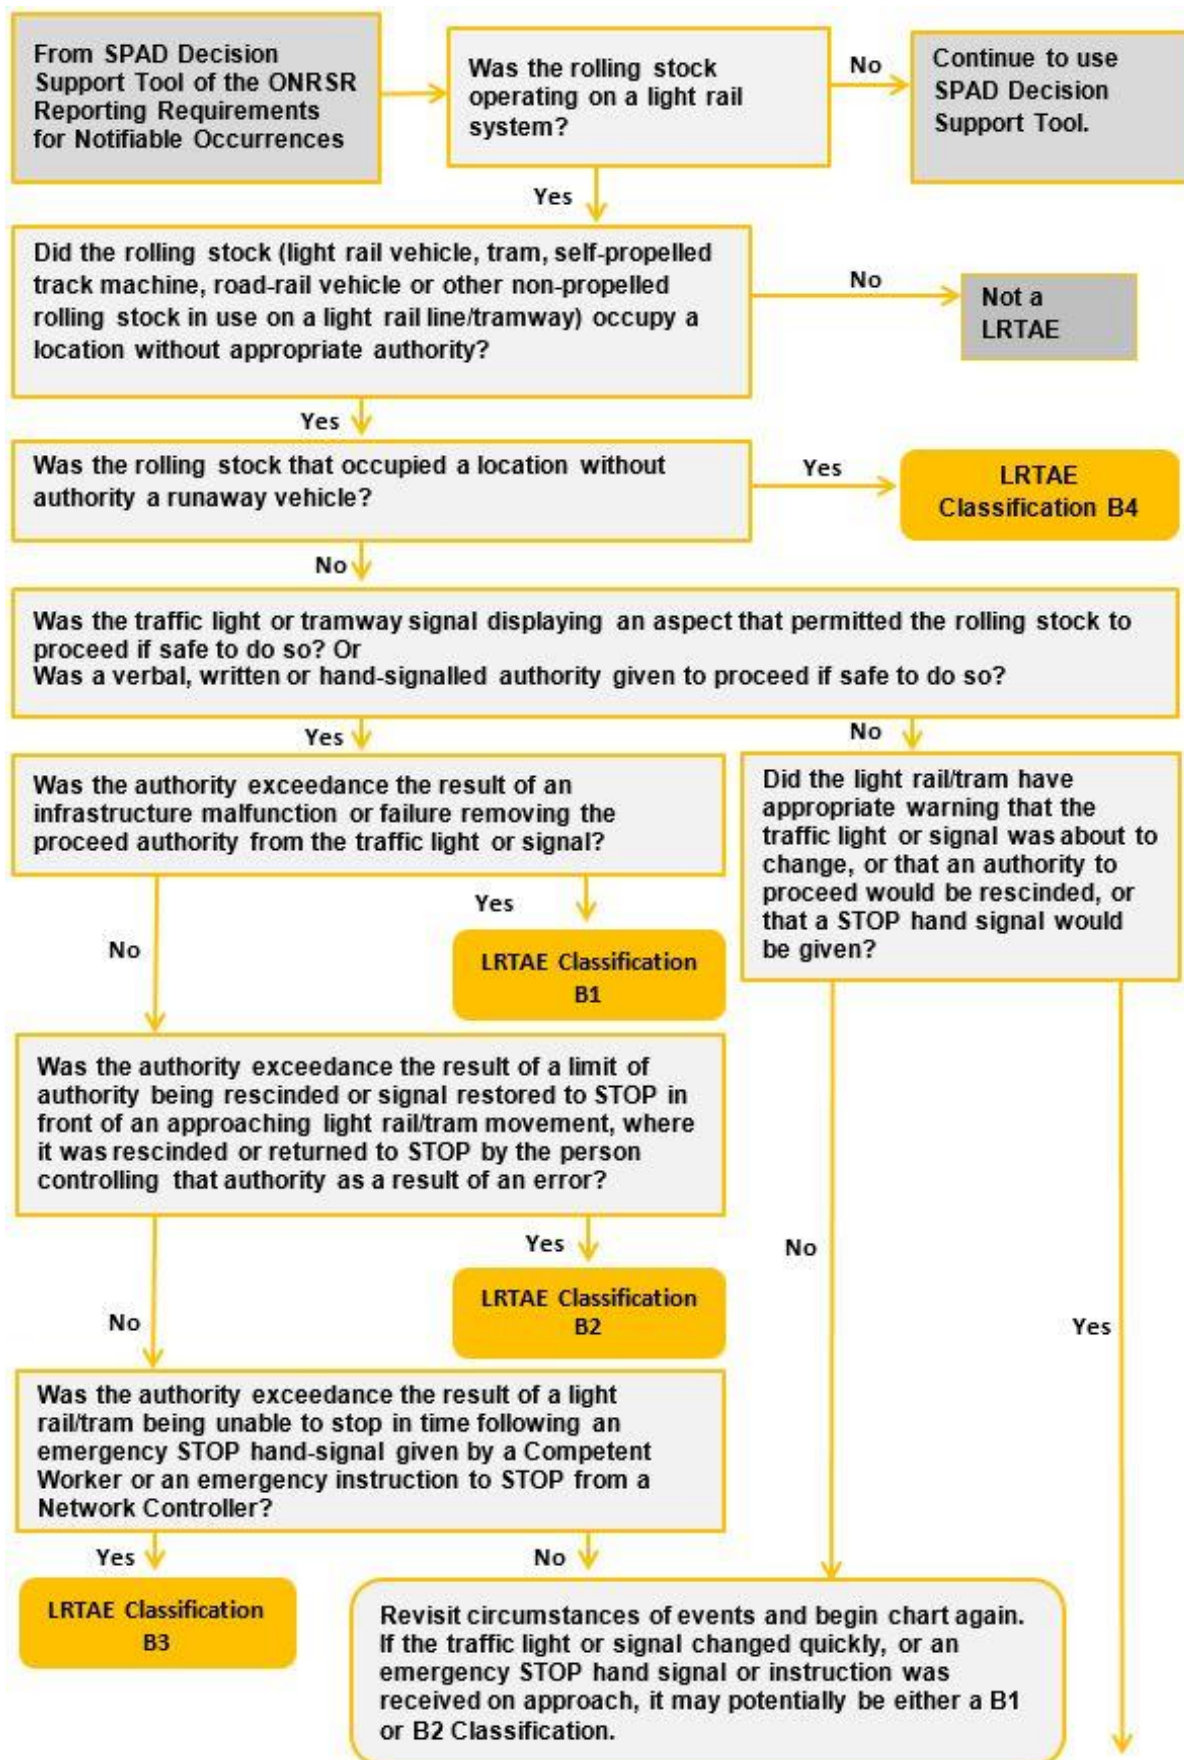 From SPAD Decision
Support Tool of the ONRSR
Reporting Requirements
for Notifiable Occurrences
Was the rolling stock
operating on a light rail
system?
No
Continue to use
SPAD Decision
Support Tool.
Yes
Did the rolling stock (light rail vehicle, tram, self-propelled
track machine, road-rail vehicle or other non-propelled
rolling stock in use on a light rail line/tramway) occupy a
location without appropriate authority?
No
Not a
LRTAE
Yes
Was the rolling stock that occupied a location without
authority a runaway vehicle?
Yes
LRTAE
Classification B4
No
Was the traffic light or tramway signal displaying an aspect that permitted the rolling stock to
proceed if safe to do so? Or
Was a verbal, written or hand-signalled authority given to proceed if safe to do so?
Yes
No
Was the authority exceedance the result of an
infrastructure malfunction or failure removing the
proceed authority from the traffic light or signal?
Did the light rail/tram have
appropriate warning that the
traffic light or signal was about to
change, or that an authority to
proceed would be rescinded, or
that a STOP hand signal would
be given?
Yes
No
LRTAE Classification
B1
Was the authority exceedance the result of a limit of
authority being rescinded or signal restored to STOP in
front of an approaching light rail/tram movement, where
it was rescinded or returned to STOP by the person
controlling that authority as a result of an error?
Yes
No
LRTAE Classification
B2
No
Yes
Was the authority exceedance the result of a light
rail/tram being unable to stop in time following an
emergency STOP hand-signal given by a Competent
Worker or an emergency instruction to STOP from a
Network Controller?
Yes
No
LRTAE Classification
B3
Revisit circumstances of events and begin chart again.
If the traffic light or signal changed quickly, or an
emergency STOP hand signal or instruction was
received on approach, it may potentially be either a B1
or B2 Classification.